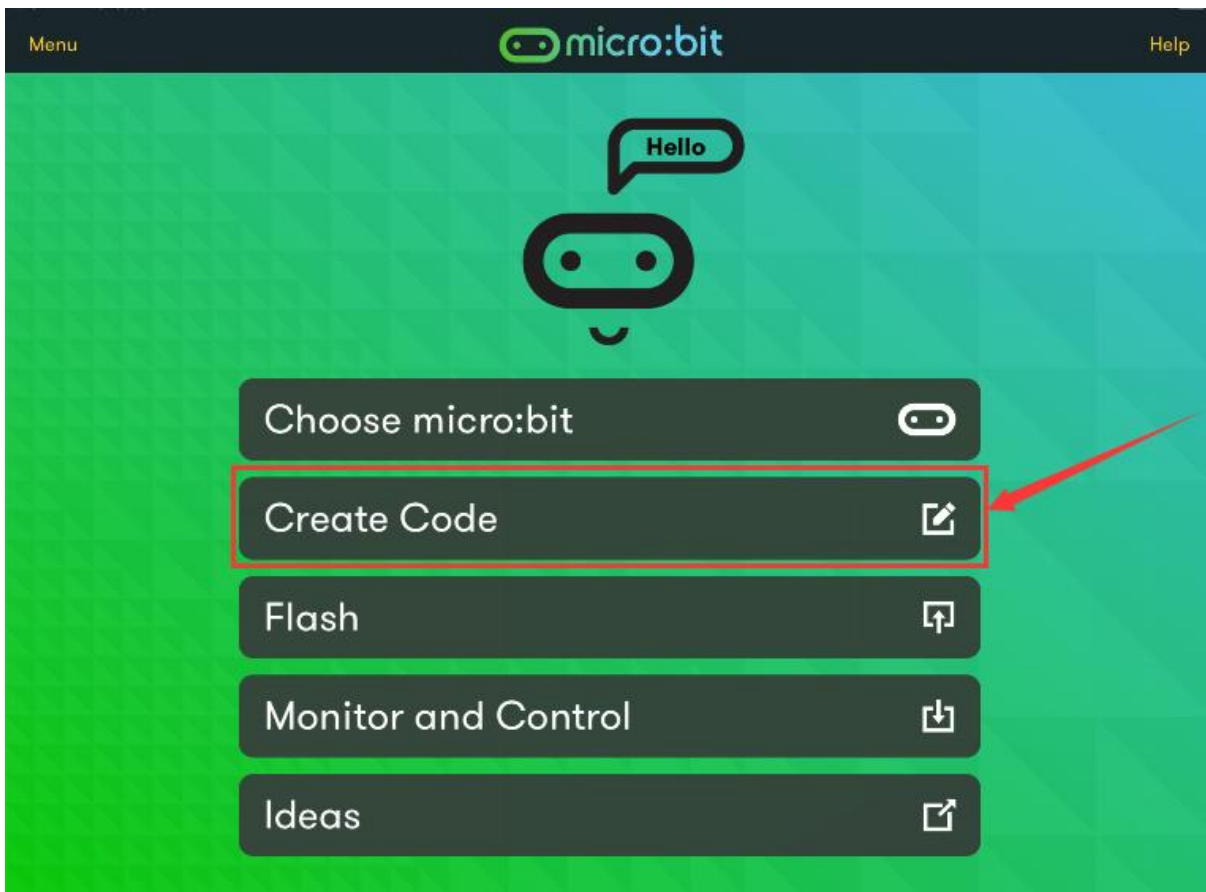 Menu
micro:bit
Help
Hello
Choose micro:bit
Create Code
Flash
Monitor and Control
Ideas